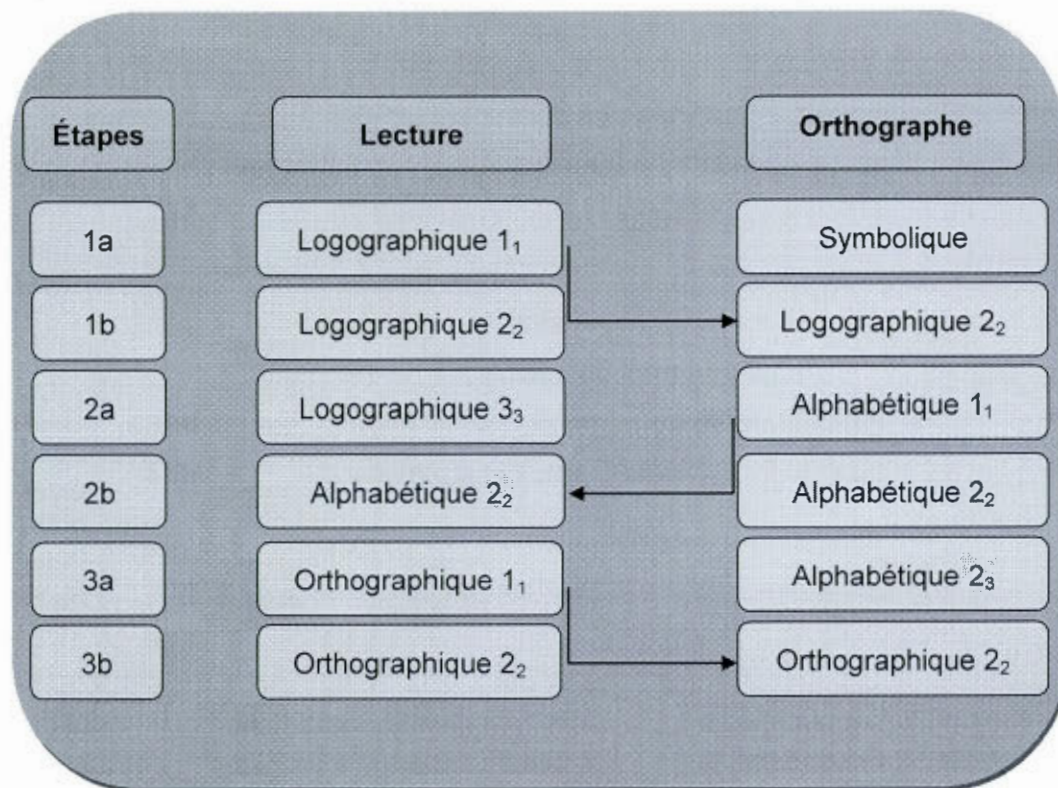 Étapes Lecture Orthographe
1a Logographique 1₁ Symbolique
1b Logographique 2₂ Logographique 2₂
2a Logographique 3₃ Alphabétique 1₁
2b Alphabétique 2₂ Alphabétique 2₂
3a Orthographique 1₁ Alphabétique 2₃
3b Orthographique 2₂ Orthographique 2₂